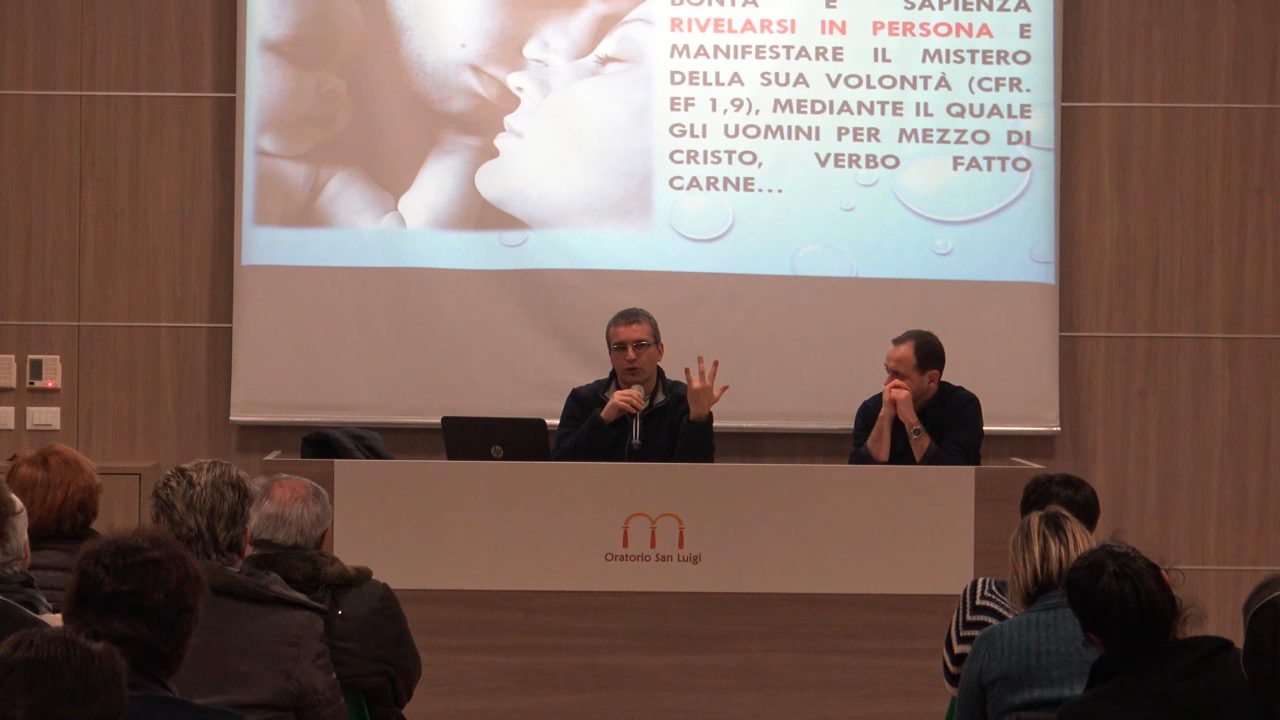 BONTÀ E SAPIENZA
RIVELARSI IN PERSONA E
MANIFESTARE IL MISTERO
DELLA SUA VOLONTÀ (CFR.
EF 1,9), MEDIANTE IL QUALE
GLI UOMINI PER MEZZO DI
CRISTO, VERBO FATTO
CARNE...
hp
Oratorio San Luigi